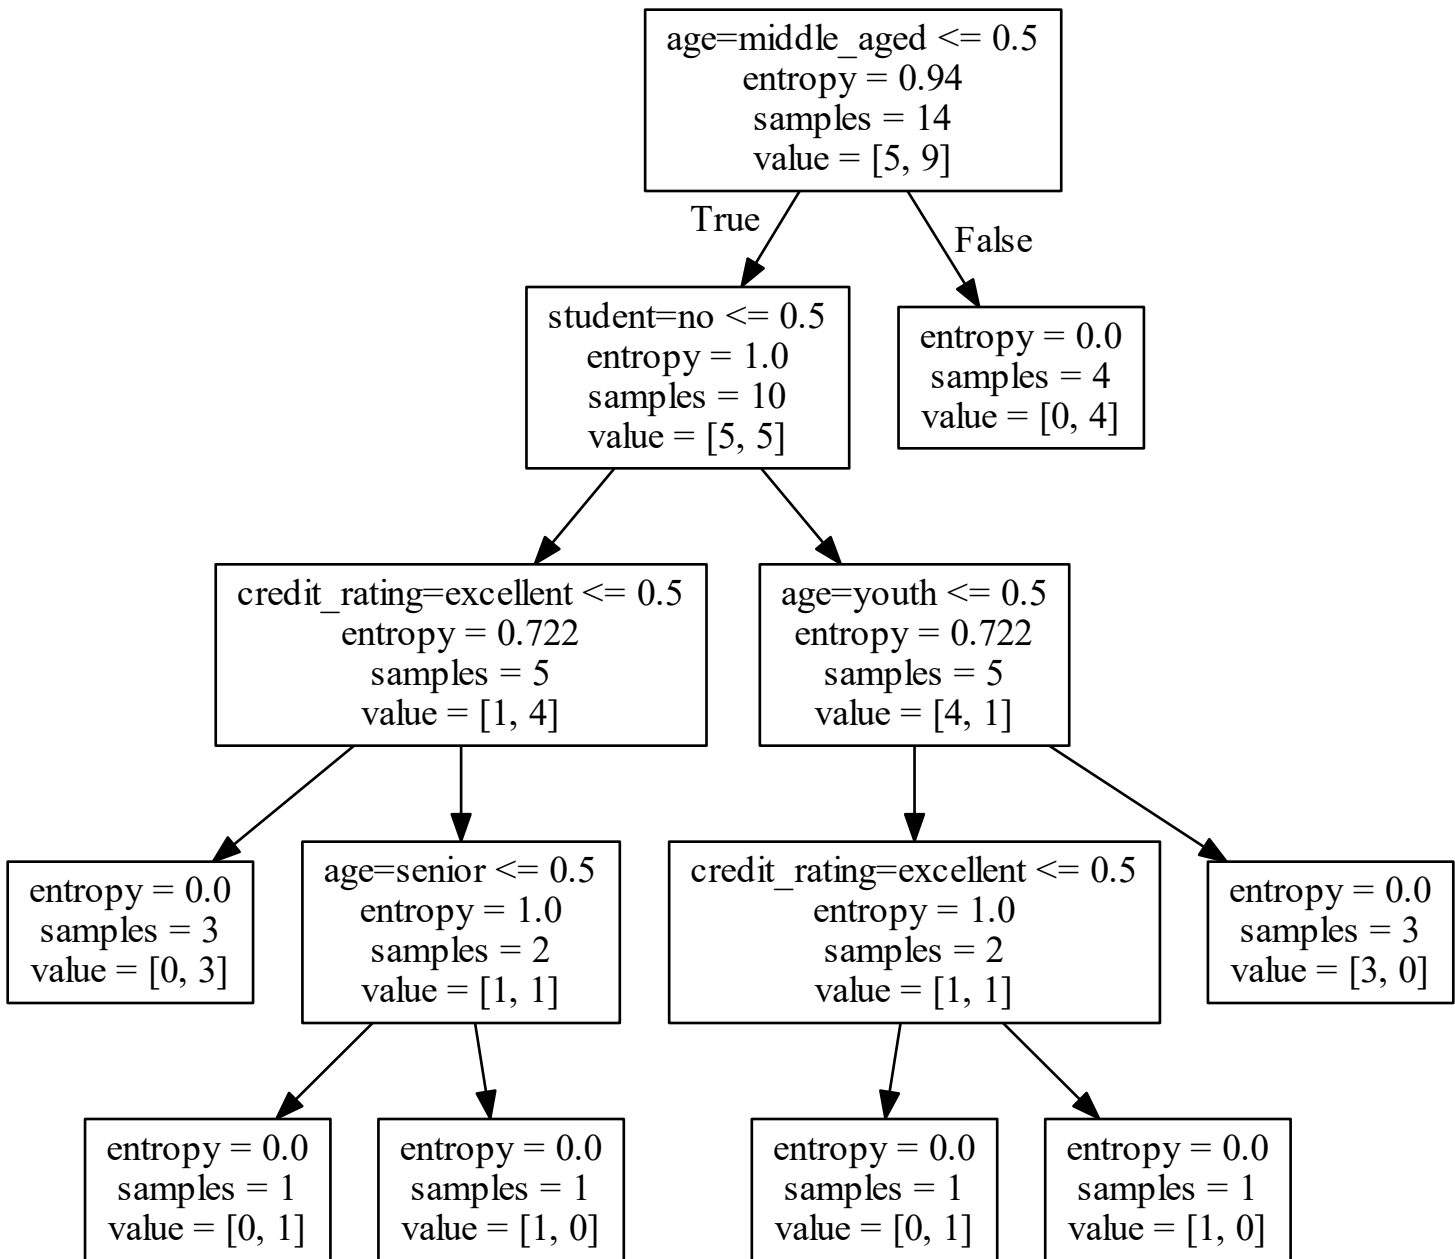 age=middle_aged <= 0.5
entropy = 0.94
samples = 14
value = [5, 9]
True
False
student=no <= 0.5
entropy = 1.0
samples = 10
value = [5, 5]
entropy = 0.0
samples = 4
value = [0, 4]
credit_rating=excellent <= 0.5
entropy = 0.722
samples = 5
value = [1, 4]
age=youth <= 0.5
entropy = 0.722
samples = 5
value = [4, 1]
entropy = 0.0
samples = 3
value = [0, 3]
age=senior <= 0.5
entropy = 1.0
samples = 2
value = [1, 1]
credit_rating=excellent <= 0.5
entropy = 1.0
samples = 2
value = [1, 1]
entropy = 0.0
samples = 3
value = [3, 0]
entropy = 0.0
samples = 1
value = [0, 1]
entropy = 0.0
samples = 1
value = [1, 0]
entropy = 0.0
samples = 1
value = [0, 1]
entropy = 0.0
samples = 1
value = [1, 0]